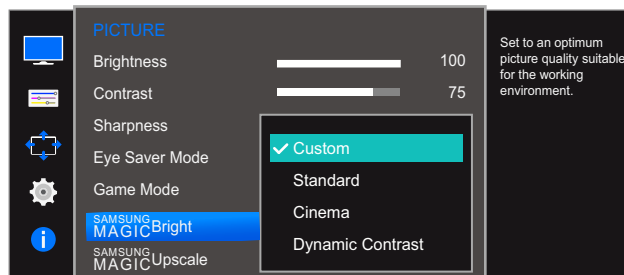 PICTURE
Brightness 100
Contrast 75
Sharpness
Eye Saver Mode
Game Mode
SAMSUNG
MAGICBright
SAMSUNG
MAGICUpscale
Custom
Standard
Cinema
Dynamic Contrast
Set to an optimum
picture quality suitable
for the working
environment.